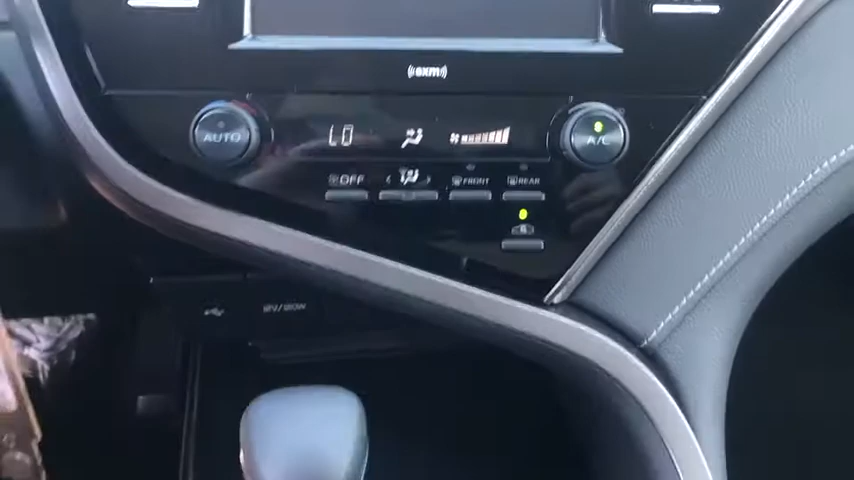 ((SXM))
AUTO
LO
A/C
OFF
FRONT
REAR
5V/2.1A